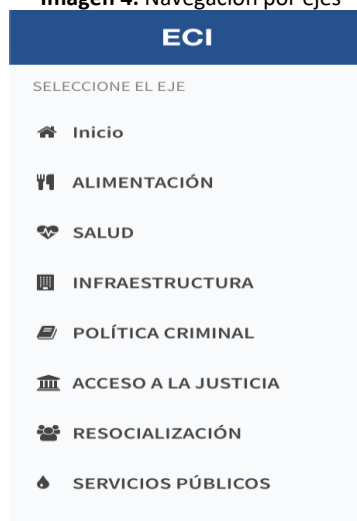 Imagen 4. Navegación por ejes
ECI
SELECCIONE EL EJE
Inicio
ALIMENTACIÓN
SALUD
INFRAESTRUCTURA
POLÍTICA CRIMINAL
ACCESO A LA JUSTICIA
RESOCIALIZACIÓN
SERVICIOS PÚBLICOS